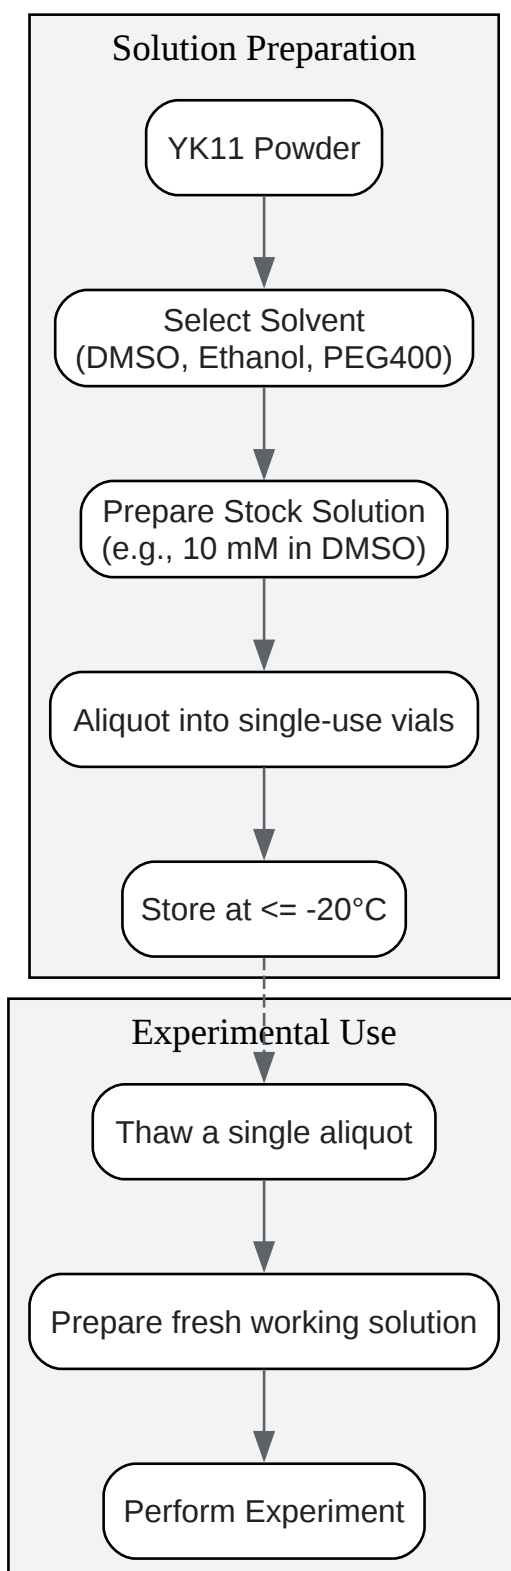 Solution Preparation
YK11 Powder
Select Solvent
(DMSO, Ethanol, PEG400)
Prepare Stock Solution
(e.g., 10 mM in DMSO)
Aliquot into single-use vials
Store at <= -20°C
Experimental Use
Thaw a single aliquot
Prepare fresh working solution
Perform Experiment